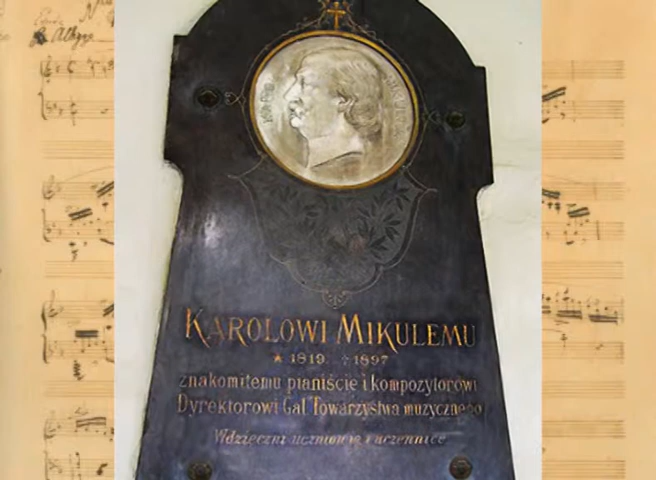 KAROLOWI MIKULEMU
★ 1819 † 1897
znakomitemu pianiście i kompozytorowi
Dyrektorowi Gal. Towarzystwa muzycznego
Wdzięczni uczniowie i uczennice